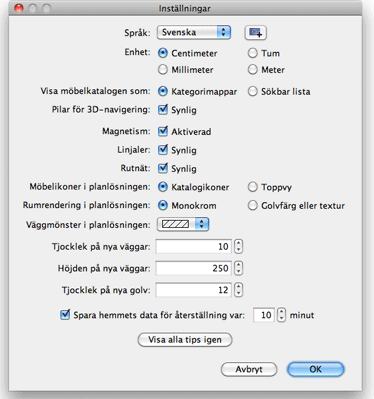 Inställningar
Språk: Svenska
Enhet: Centimeter Tum
Millimeter Meter
Visa möbelkatalogen som: Kategorimappar Sökbar lista
Pilar för 3D-navigering: Synlig
Magnetism: Aktiverad
Linjaler: Synlig
Rutnät: Synlig
Möbelikoner i planlösningen: Katalogikoner Toppvy
Rumrendering i planlösningen: Monokrom Golvfärg eller textur
Väggmönster i planlösningen:
Tjocklek på nya väggar: 10
Höjden på nya väggar: 250
Tjocklek på nya golv: 12
Spara hemmets data för återställning var: 10 minut
Visa alla tips igen
Avbryt OK